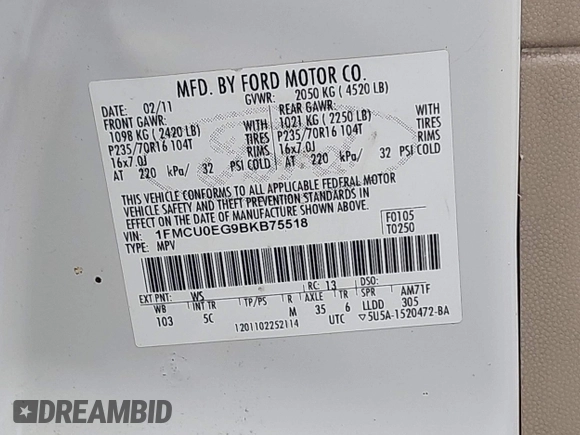 MFD. BY FORD MOTOR CO.
DATE: 02/11 GVWR: 2050 KG ( 4520 LB)
FRONT GAWR: REAR GAWR:
1098 KG ( 2420 LB) WITH 1021 KG ( 2250 LB) WITH
P235/70R16 104T TIRES P235/70R16 104T TIRES
16x7.0J RIMS 16x7.0J RIMS
AT 220 kPa/ 32 PSI COLD AT 220 kPa/ 32 PSI COLD
THIS VEHICLE CONFORMS TO ALL APPLICABLE FEDERAL MOTOR
VEHICLE SAFETY AND THEFT PREVENTION STANDARDS IN
EFFECT ON THE DATE OF MANUFACTURE SHOWN ABOVE.
VIN: 1FMCU0EG9BKB75518 F0105
TYPE: MPV T0250
EXT PNT: WS RC: 13 DSO: AM71F
WB INT TR TP/PS R AXLE TR SPR
103 5C M 35 6 LLDD 305
1201102252114 UTC ▽5U5A-1520472-BA
DREAMBID